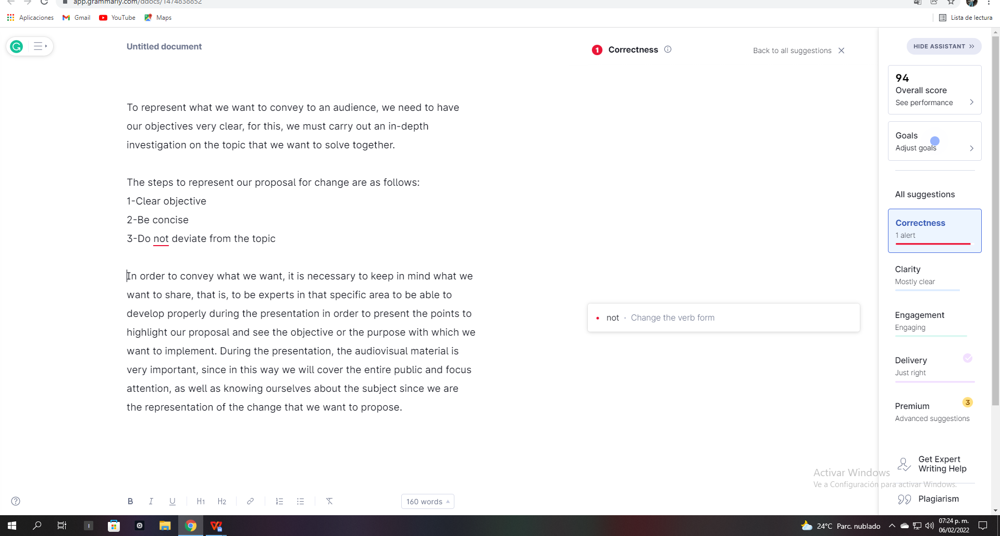 app.grammarly.com/ddocs/1474838852
Aplicaciones Gmail YouTube Maps Lista de lectura
Untitled document
1 Correctness Back to all suggestions
HIDE ASSISTANT
94
Overall score
See performance
Goals
Adjust goals
To represent what we want to convey to an audience, we need to have
our objectives very clear, for this, we must carry out an in-depth
investigation on the topic that we want to solve together.
The steps to represent our proposal for change are as follows:
1-Clear objective
2-Be concise
3-Do not deviate from the topic
In order to convey what we want, it is necessary to keep in mind what we
want to share, that is, to be experts in that specific area to be able to
develop properly during the presentation in order to present the points to
highlight our proposal and see the objective or the purpose with which we
want to implement. During the presentation, the audiovisual material is
very important, since in this way we will cover the entire public and focus
attention, as well as knowing ourselves about the subject since we are
the representation of the change that we want to propose.
not · Change the verb form
All suggestions
Correctness
1 alert
Clarity
Mostly clear
Engagement
Engaging
Delivery
Just right
Premium 3
Advanced suggestions
Get Expert
Writing Help
Plagiarism
Activar Windows
Ve a Configuración para activar Windows.
B I U H1 H2
160 words
24°C Parc. nublado
07:24 p. m.
06/02/2022